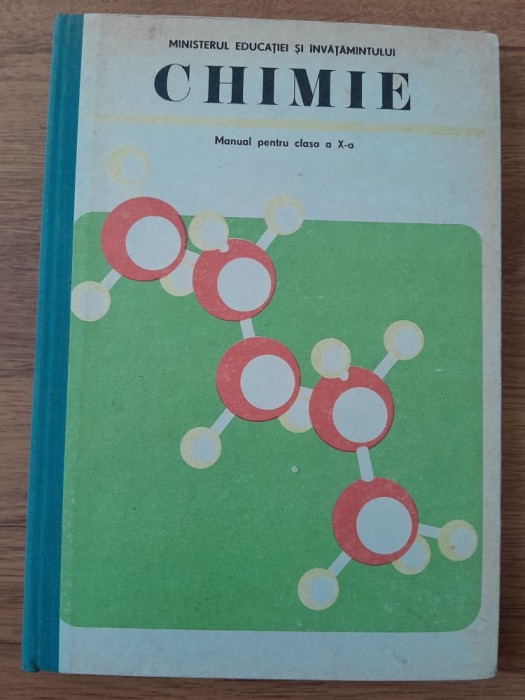 MINISTERUL EDUCAȚIEI ȘI ÎNVĂȚĂMÎNTULUI
CHIMIE
Manual pentru clasa a X-a